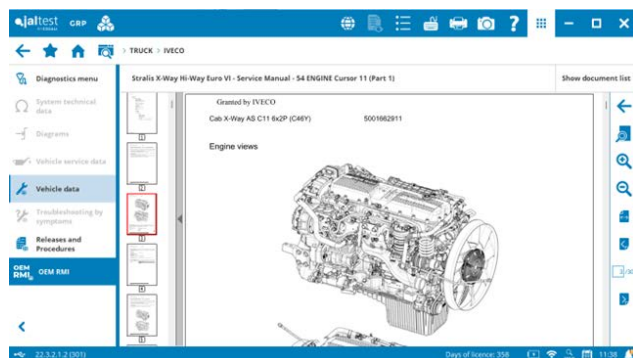 jaltest GRP
> TRUCK > IVECO
Diagnostics menu
Stralis X-Way Hi-Way Euro VI - Service Manual - 54 ENGINE Cursor 11 (Part 1)
Show document list
System technical
data
Diagrams
Vehicle service data
Vehicle data
Troubleshooting by
symptoms
Releases and
Procedures
OEM
RMI
OEM RMI
Granted by IVECO
Cab X-Way AS C11 6x2P (C46Y) 5001662911
Engine views
22.3.2.1.2 (301)
Days of licence: 358
11:38